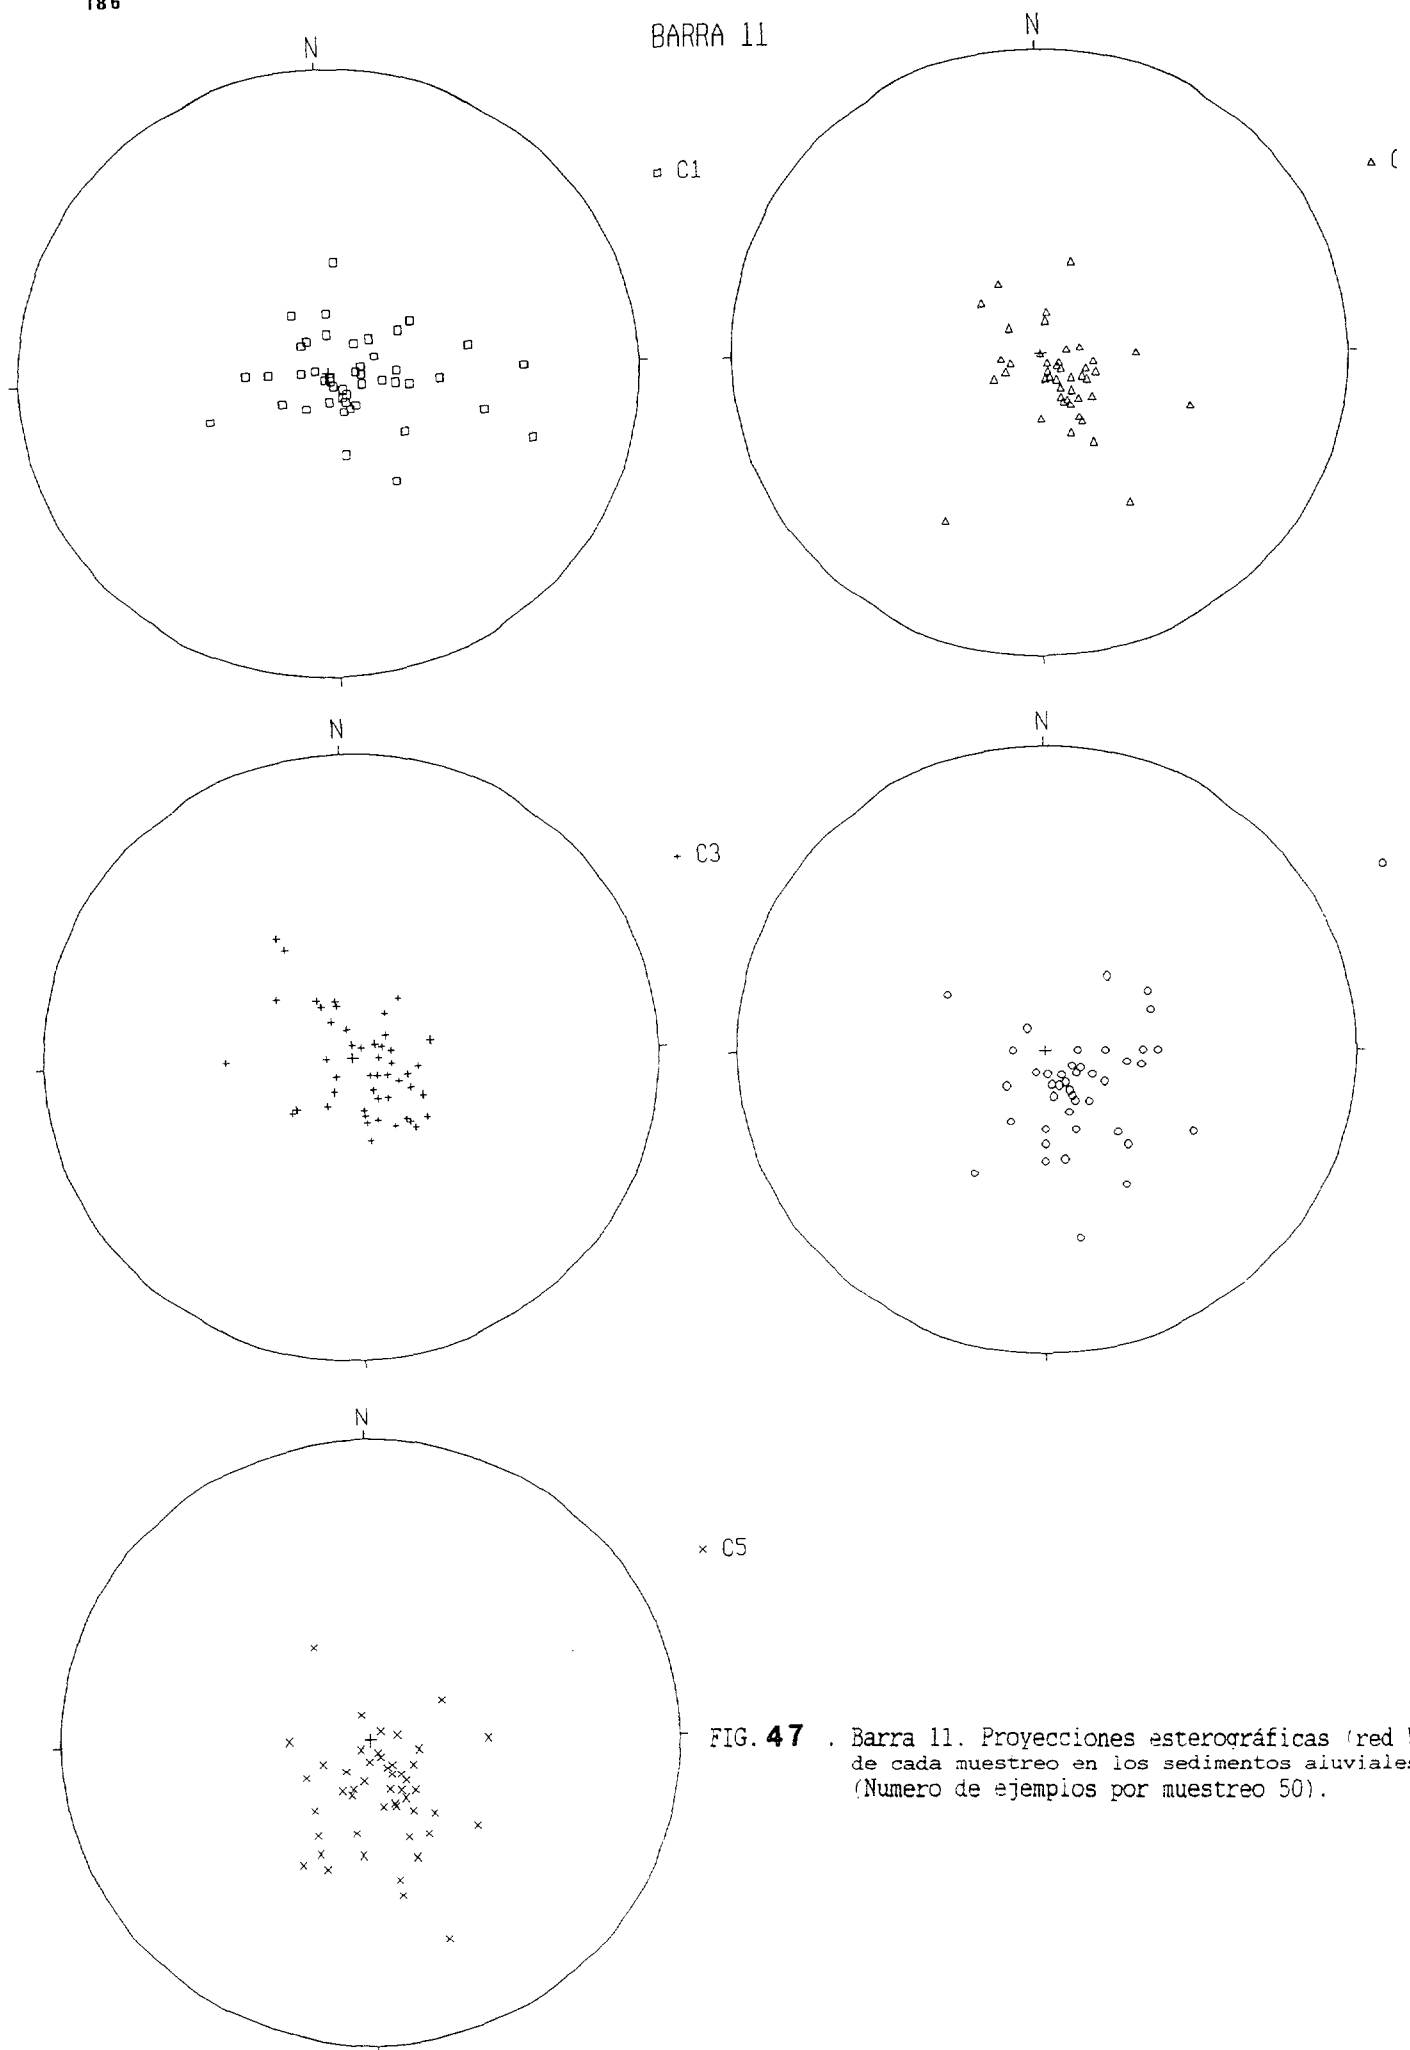 186
BARRA 11
N
N
C1
N
N
C3
N
C5
FIG. 47 . Barra 11. Proyecciones esterográficas (red
de cada muestreo en los sedimentos aluviales
(Numero de ejemplos por muestreo 50).